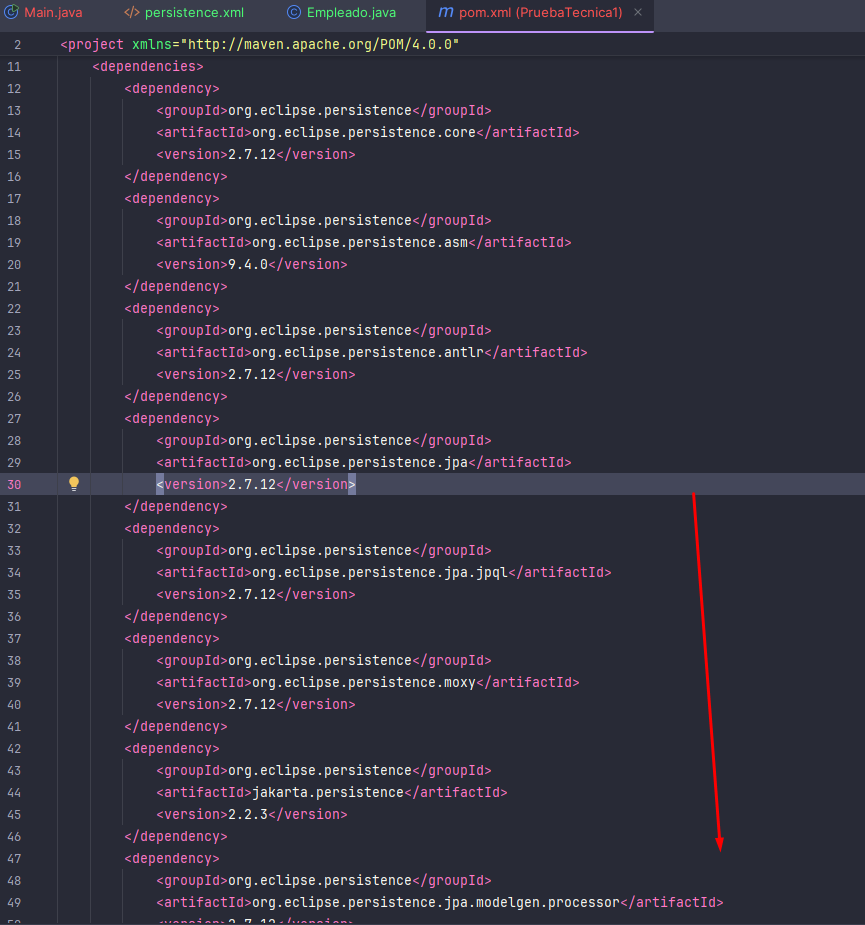 Main.java </> persistence.xml Empleado.java m pom.xml (PruebaTecnica1) ×
2 <project xmlns="http://maven.apache.org/POM/4.0.0"
11 <dependencies>
12 <dependency>
13 <groupId>org.eclipse.persistence</groupId>
14 <artifactId>org.eclipse.persistence.core</artifactId>
15 <version>2.7.12</version>
16 </dependency>
17 <dependency>
18 <groupId>org.eclipse.persistence</groupId>
19 <artifactId>org.eclipse.persistence.asm</artifactId>
20 <version>9.4.0</version>
21 </dependency>
22 <dependency>
23 <groupId>org.eclipse.persistence</groupId>
24 <artifactId>org.eclipse.persistence.antlr</artifactId>
25 <version>2.7.12</version>
26 </dependency>
27 <dependency>
28 <groupId>org.eclipse.persistence</groupId>
29 <artifactId>org.eclipse.persistence.jpa</artifactId>
30 <version>2.7.12</version>
31 </dependency>
32 <dependency>
33 <groupId>org.eclipse.persistence</groupId>
34 <artifactId>org.eclipse.persistence.jpa.jpql</artifactId>
35 <version>2.7.12</version>
36 </dependency>
37 <dependency>
38 <groupId>org.eclipse.persistence</groupId>
39 <artifactId>org.eclipse.persistence.moxy</artifactId>
40 <version>2.7.12</version>
41 </dependency>
42 <dependency>
43 <groupId>org.eclipse.persistence</groupId>
44 <artifactId>jakarta.persistence</artifactId>
45 <version>2.2.3</version>
46 </dependency>
47 <dependency>
48 <groupId>org.eclipse.persistence</groupId>
49 <artifactId>org.eclipse.persistence.jpa.modelgen.processor</artifactId>
50 <version>2.7.12</version>